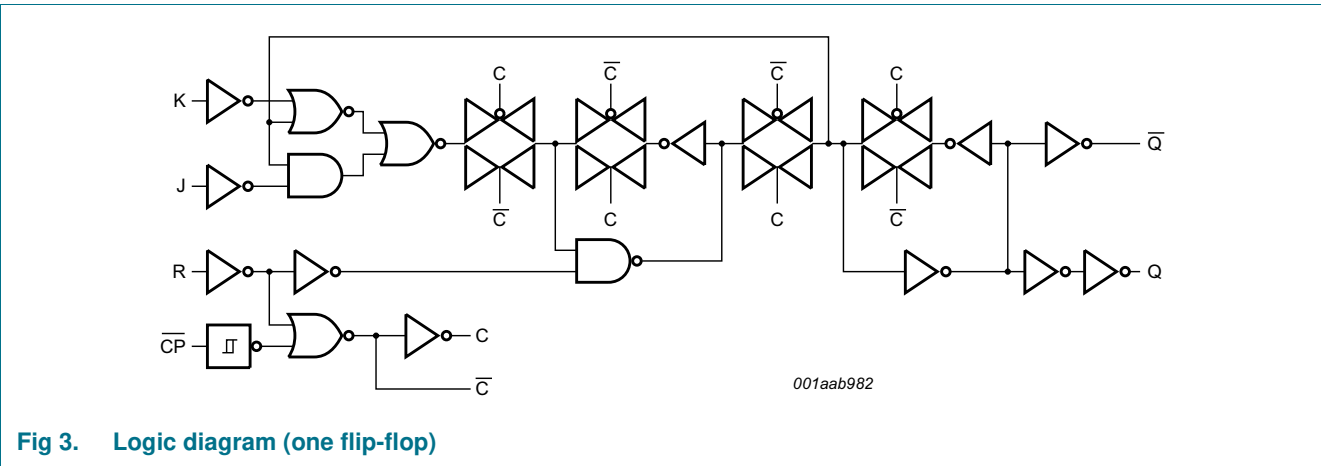 C
C̅
C̅
C
K
Q̅
J
C̅
C
C
C̅
R
Q
C̅P̅
C
C̅
001aab982
Fig 3. Logic diagram (one flip-flop)